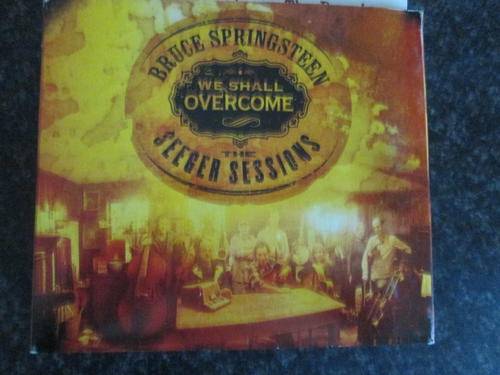 BRUCE SPRINGSTEEN
WE SHALL
OVERCOME
THE
SEEGER SESSIONS